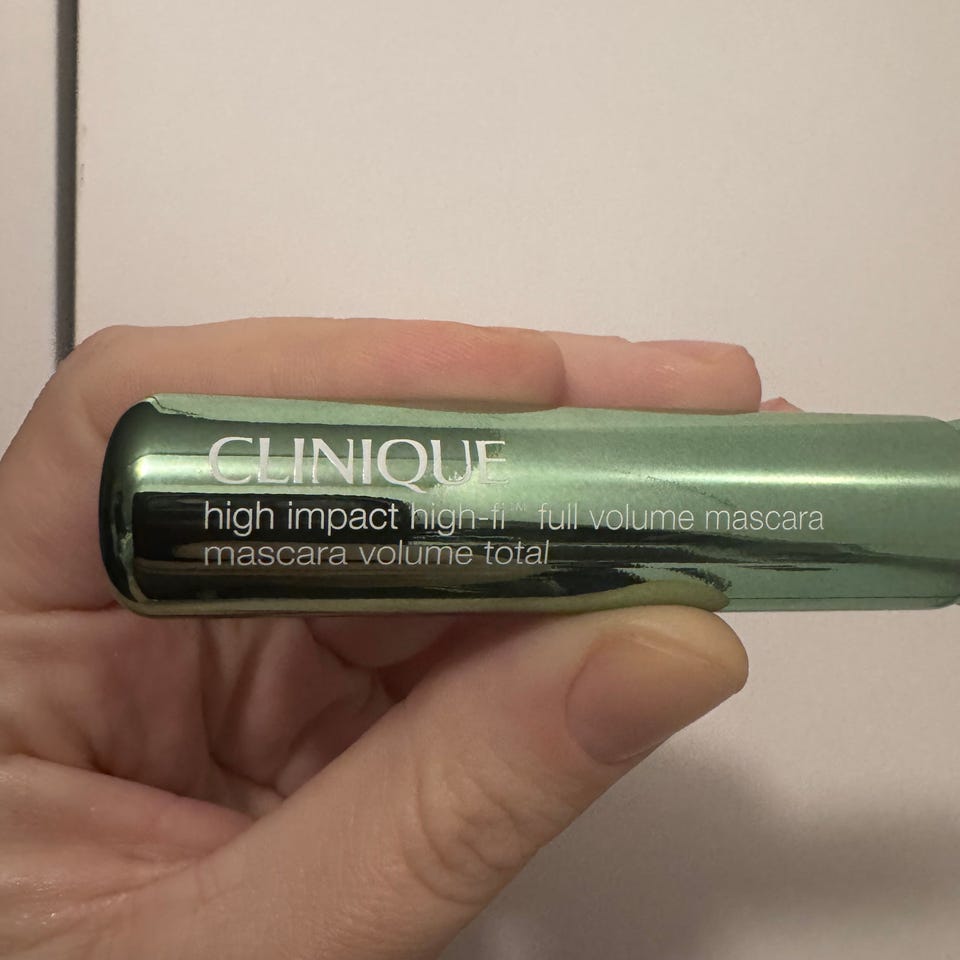 CLINIQUE
high impact high-fi™ full volume mascara
mascara volume total